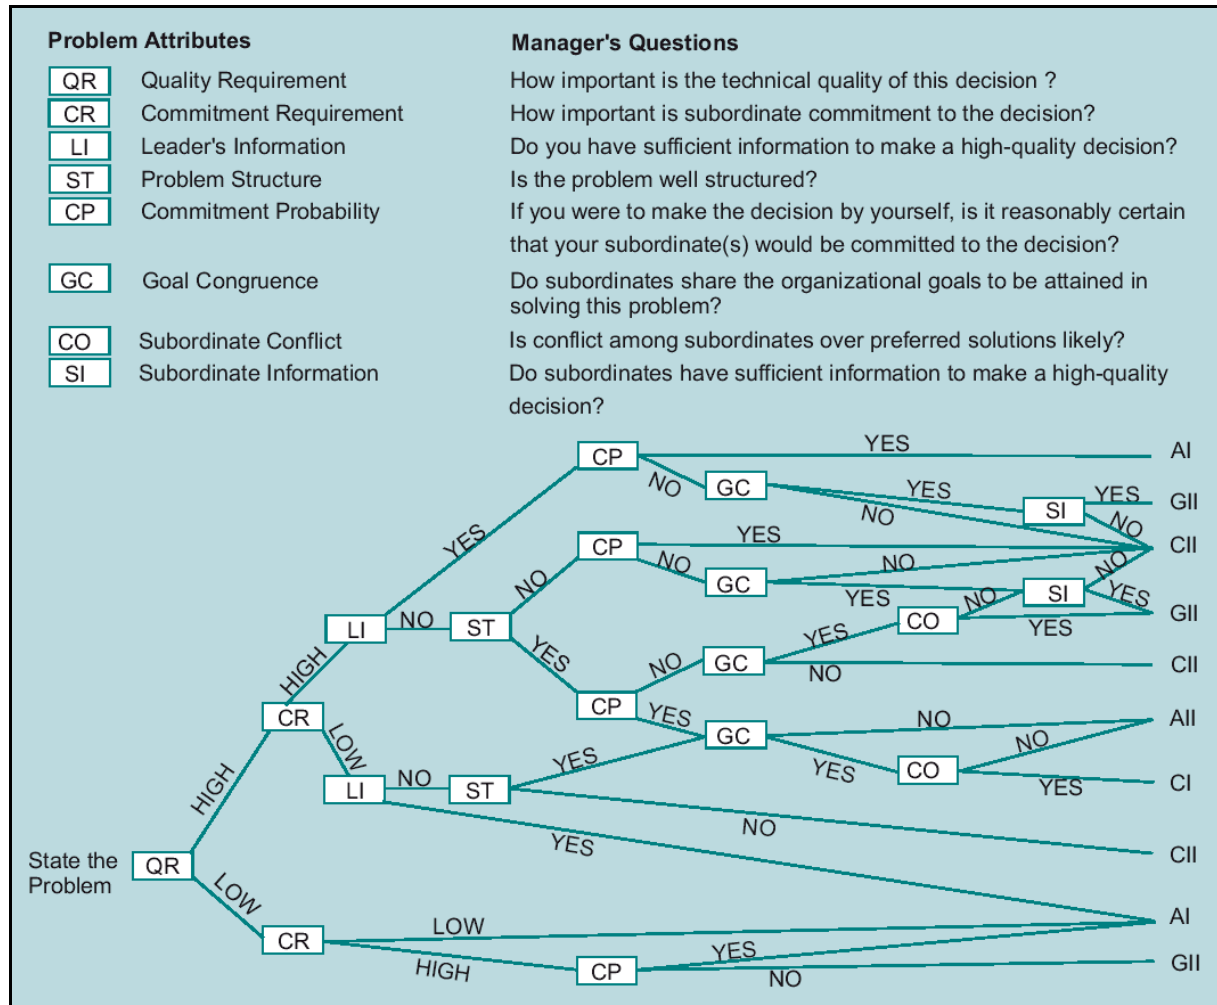 Problem Attributes Manager's Questions
QR Quality Requirement How important is the technical quality of this decision ?
CR Commitment Requirement How important is subordinate commitment to the decision?
LI Leader's Information Do you have sufficient information to make a high-quality decision?
ST Problem Structure Is the problem well structured?
CP Commitment Probability If you were to make the decision by yourself, is it reasonably certain
that your subordinate(s) would be committed to the decision?
GC Goal Congruence Do subordinates share the organizational goals to be attained in
solving this problem?
CO Subordinate Conflict Is conflict among subordinates over preferred solutions likely?
SI Subordinate Information Do subordinates have sufficient information to make a high-quality
decision?
CP YES AI
NO GC YES SI YES GII
NO NO
YES CP YES CII
NO NO GC NO NO
YES NO SI YES
LI NO ST CO YES GII
YES YES
HIGH NO GC NO CII
CP YES
CR GC NO AII
LOW YES NO
YES CO YES CI
LI NO ST
HIGH NO
YES CII
State the
Problem QR
LOW
LOW AI
CR YES
HIGH CP NO GII